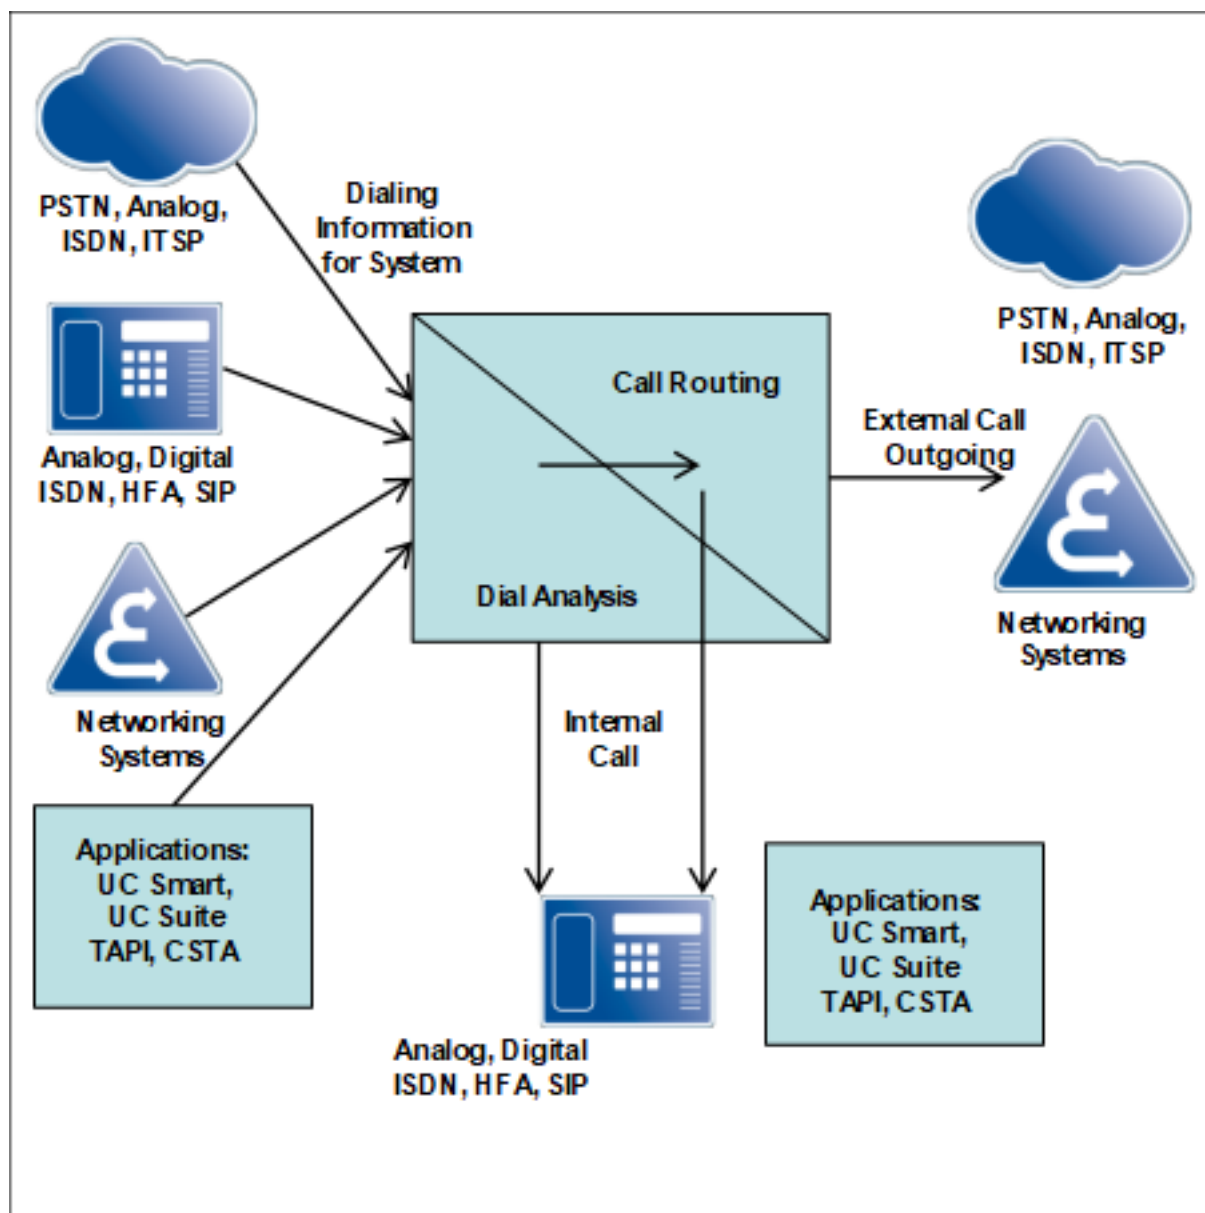 PSTN, Analog,
ISDN, ITSP
Dialing
Information
for System
PSTN, Analog,
ISDN, ITSP
Analog, Digital
ISDN, HFA, SIP
Call Routing
External Call
Outgoing
Dial Analysis
Networking
Systems
Networking
Systems
Internal
Call
Applications:
UC Smart,
UC Suite
TAPI, CSTA
Applications:
UC Smart,
UC Suite
TAPI, CSTA
Analog, Digital
ISDN, HFA, SIP